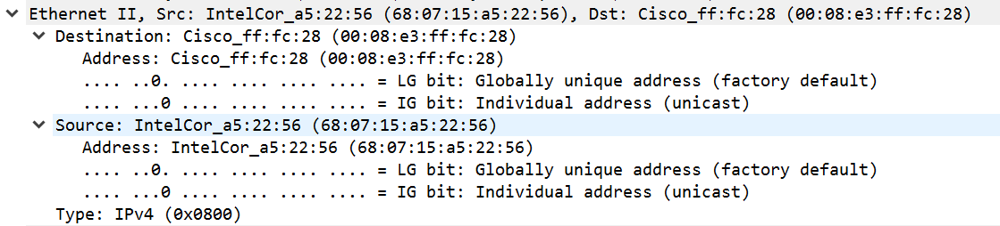 Ethernet II, Src: IntelCor_a5:22:56 (68:07:15:a5:22:56), Dst: Cisco_ff:fc:28 (00:08:e3:ff:fc:28)
Destination: Cisco_ff:fc:28 (00:08:e3:ff:fc:28)
Address: Cisco_ff:fc:28 (00:08:e3:ff:fc:28)
.... ..0. .... .... .... .... = LG bit: Globally unique address (factory default)
.... ...0 .... .... .... .... = IG bit: Individual address (unicast)
Source: IntelCor_a5:22:56 (68:07:15:a5:22:56)
Address: IntelCor_a5:22:56 (68:07:15:a5:22:56)
.... ..0. .... .... .... .... = LG bit: Globally unique address (factory default)
.... ...0 .... .... .... .... = IG bit: Individual address (unicast)
Type: IPv4 (0x0800)